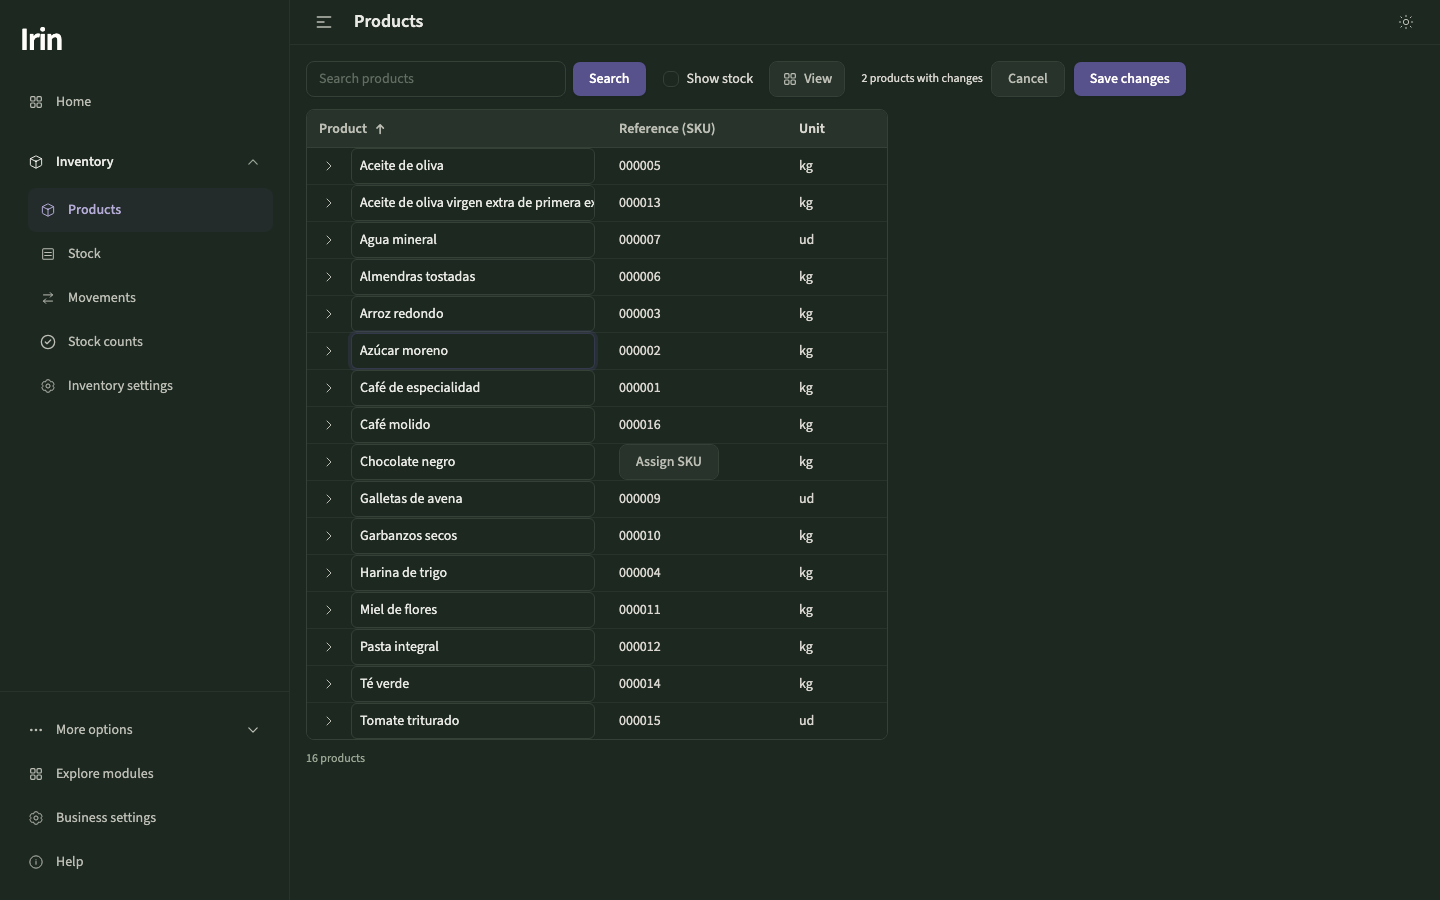 Irin
Home
Inventory
Products
Stock
Movements
Stock counts
Inventory settings
More options
Explore modules
Business settings
Help
Products
Search products
Search
Show stock
View
2 products with changes
Cancel
Save changes
Product Reference (SKU) Unit
Aceite de oliva 000005 kg
Aceite de oliva virgen extra de primera 000013 kg
Agua mineral 000007 ud
Almendras tostadas 000006 kg
Arroz redondo 000003 kg
Azúcar moreno 000002 kg
Café de especialidad 000001 kg
Café molido 000016 kg
Chocolate negro Assign SKU kg
Galletas de avena 000009 ud
Garbanzos secos 000010 kg
Harina de trigo 000004 kg
Miel de flores 000011 kg
Pasta integral 000012 kg
Té verde 000014 kg
Tomate triturado 000015 ud
16 products